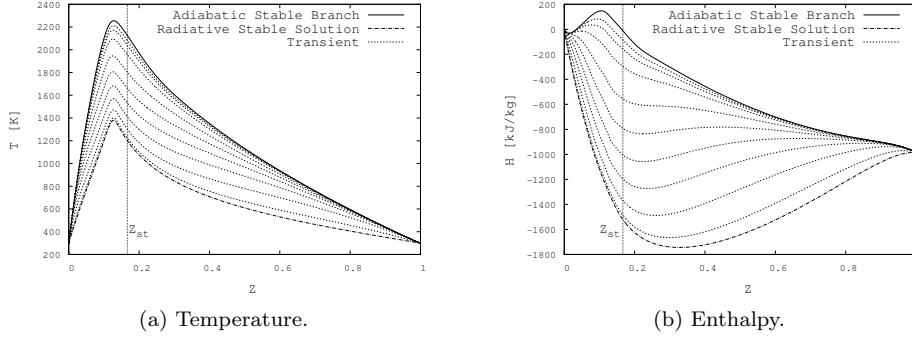 Adiabatic Stable Branch
Radiative Stable Solution
Transient
T [K]
2400
2200
2000
1800
1600
1400
1200
1000
800
600
400
200
Zst
0
0.2
0.4
0.6
0.8
1
Z
(a) Temperature.
Adiabatic Stable Branch
Radiative Stable Solution
Transient
H [kJ/kg]
200
0
-200
-400
-600
-800
-1000
-1200
-1400
-1600
-1800
Zst
0
0.2
0.4
0.6
0.8
Z
(b) Enthalpy.